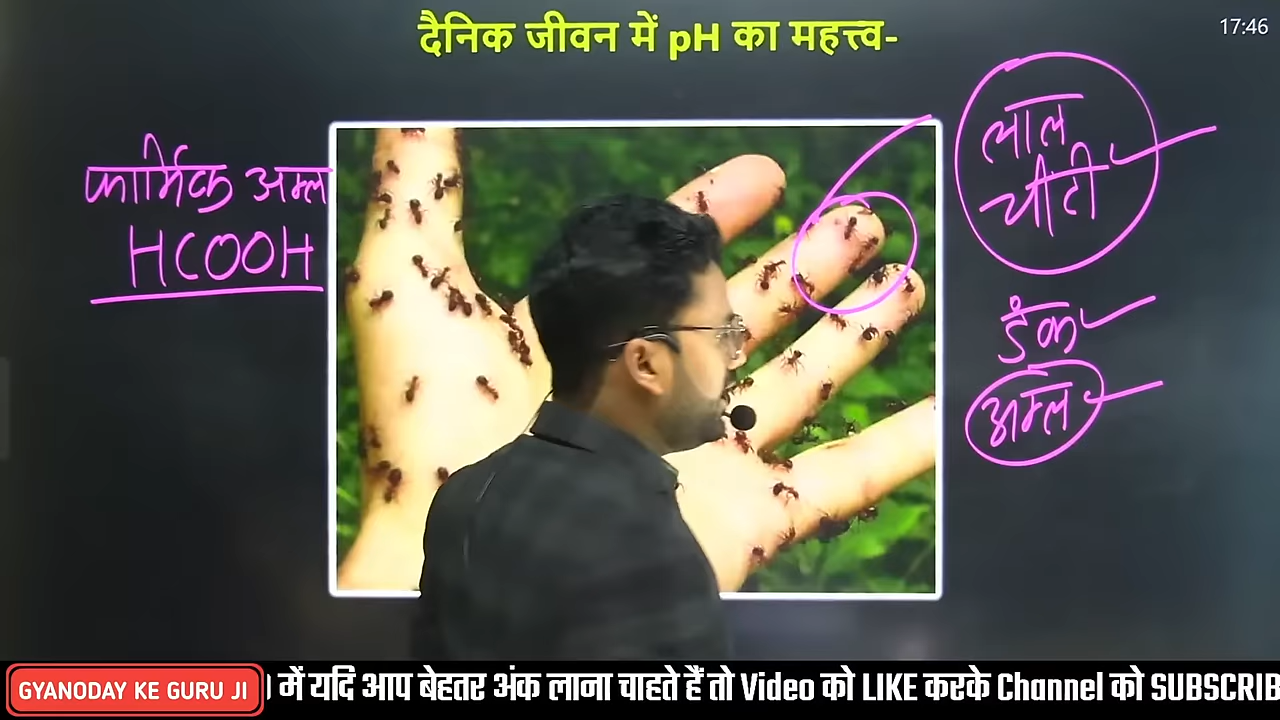 दैनिक जीवन में pH का महत्त्व-
17:46
फार्मिक अम्ल
HCOOH
लाल
चींटी
डंक
अम्ल
GYANODAY KE GURU JI
में यदि आप बेहतर अंक लाना चाहते हैं तो Video को LIKE करके Channel को SUBSCRIB